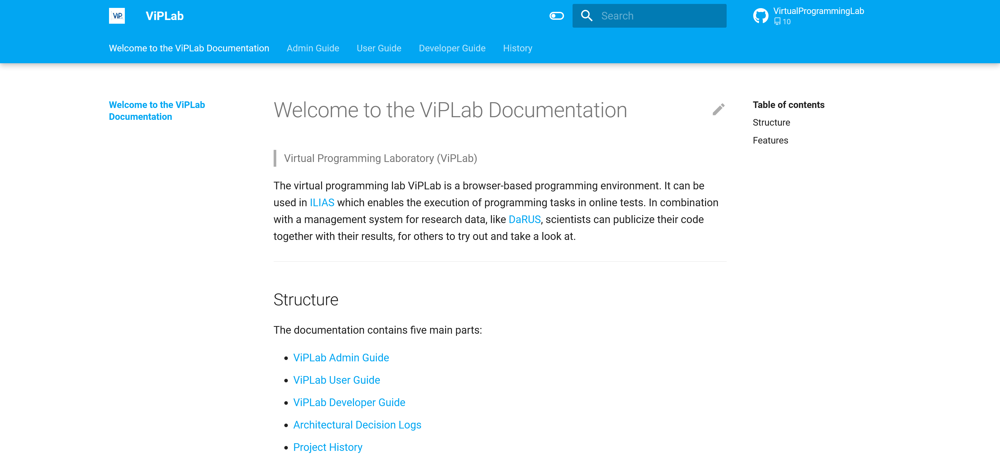 ViP
ViPLab
Search
VirtualProgrammingLab
10
Welcome to the ViPLab Documentation
Admin Guide
User Guide
Developer Guide
History
Welcome to the ViPLab
Documentation
Welcome to the ViPLab Documentation
Virtual Programming Laboratory (ViPLab)
The virtual programming lab ViPLab is a browser-based programming environment. It can be
used in ILIAS which enables the execution of programming tasks in online tests. In combination
with a management system for research data, like DaRUS, scientists can publicize their code
together with their results, for others to try out and take a look at.
Structure
The documentation contains five main parts:
ViPLab Admin Guide
ViPLab User Guide
ViPLab Developer Guide
Architectural Decision Logs
Project History
Table of contents
Structure
Features